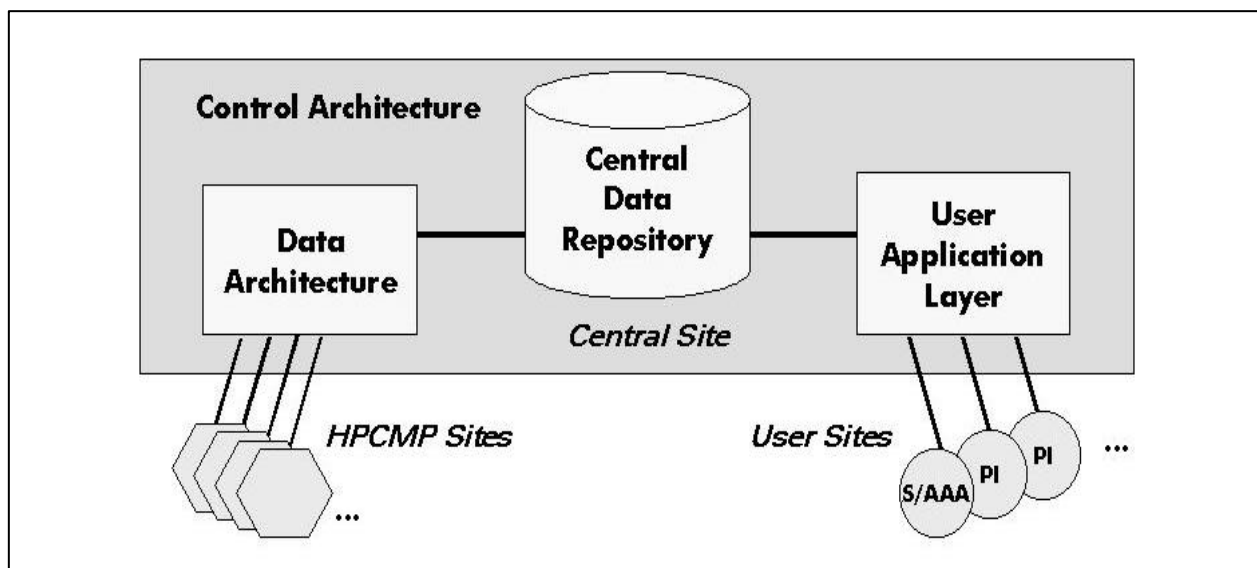 Control Architecture
Central
Data
Repository
Data
Architecture
User
Application
Layer
Central Site
HPCMP Sites
...
User Sites
S/AAA
PI
PI
...